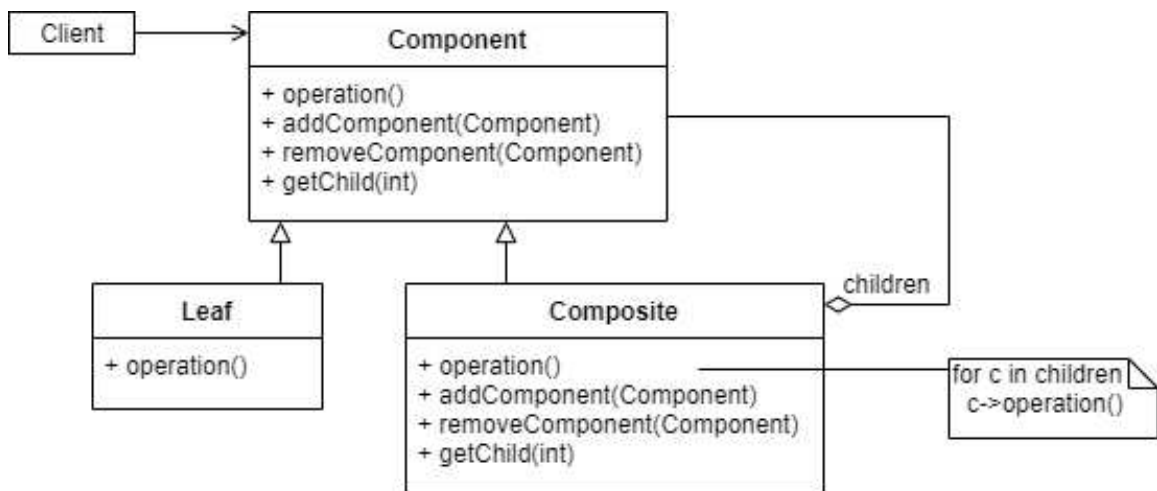 Client
Component
+ operation()
+ addComponent(Component)
+ removeComponent(Component)
+ getChild(int)
children
Leaf
+ operation()
Composite
+ operation()
+ addComponent(Component)
+ removeComponent(Component)
+ getChild(int)
for c in children
c->operation()